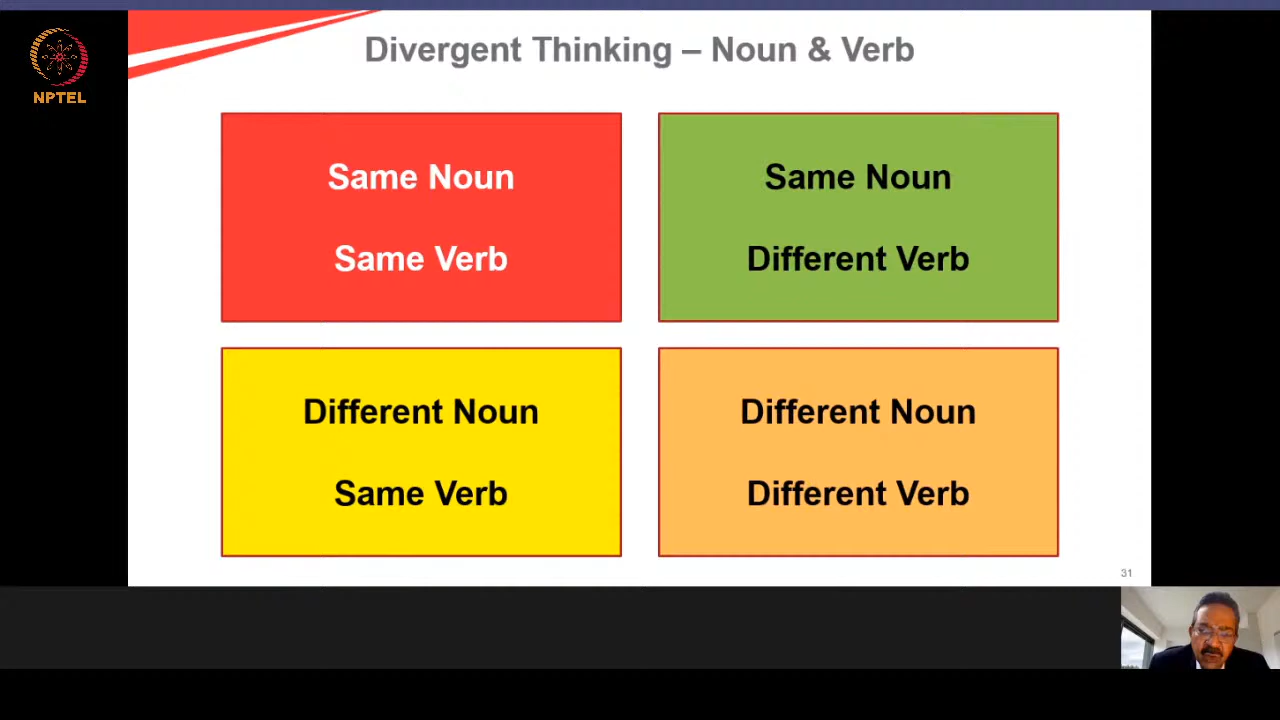 NPTEL
Divergent Thinking – Noun & Verb
Same Noun
Same Verb
Same Noun
Different Verb
Different Noun
Same Verb
Different Noun
Different Verb
31